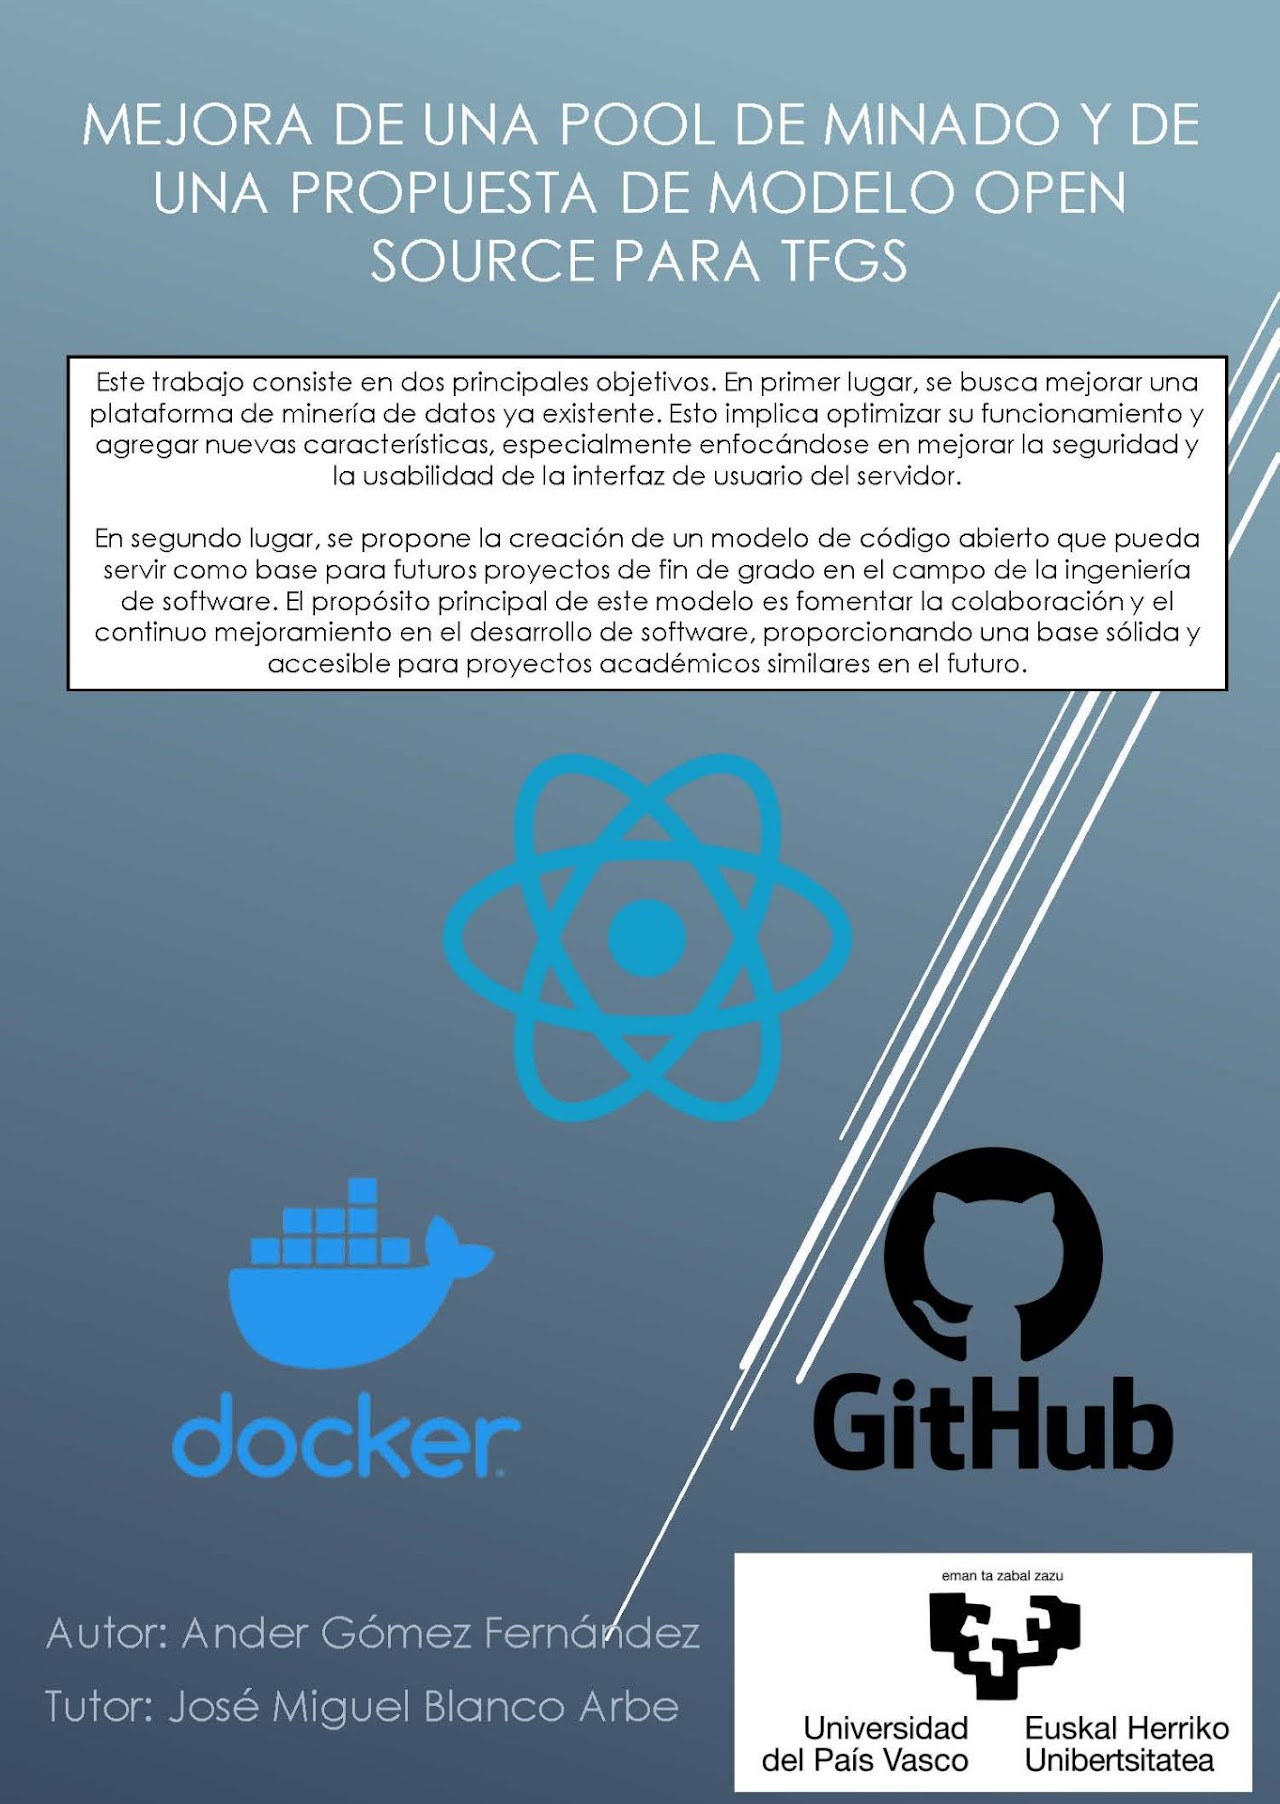 MEJORA DE UNA POOL DE MINADO Y DE
UNA PROPUESTA DE MODELO OPEN
SOURCE PARA TFGS
Este trabajo consiste en dos principales objetivos. En primer lugar, se busca mejorar una
plataforma de minería de datos ya existente. Esto implica optimizar su funcionamiento y
agregar nuevas características, especialmente enfocándose en mejorar la seguridad y
la usabilidad de la interfaz de usuario del servidor.
En segundo lugar, se propone la creación de un modelo de código abierto que pueda
servir como base para futuros proyectos de fin de grado en el campo de la ingeniería
de software. El propósito principal de este modelo es fomentar la colaboración y el
continuo mejoramiento en el desarrollo de software, proporcionando una base sólida y
accesible para proyectos académicos similares en el futuro.
docker
GitHub
Autor: Ander Gómez Fernández
Tutor: José Miguel Blanco Arbe
eman ta zabal zazu
Universidad
del País Vasco
Euskal Herriko
Unibertsitatea